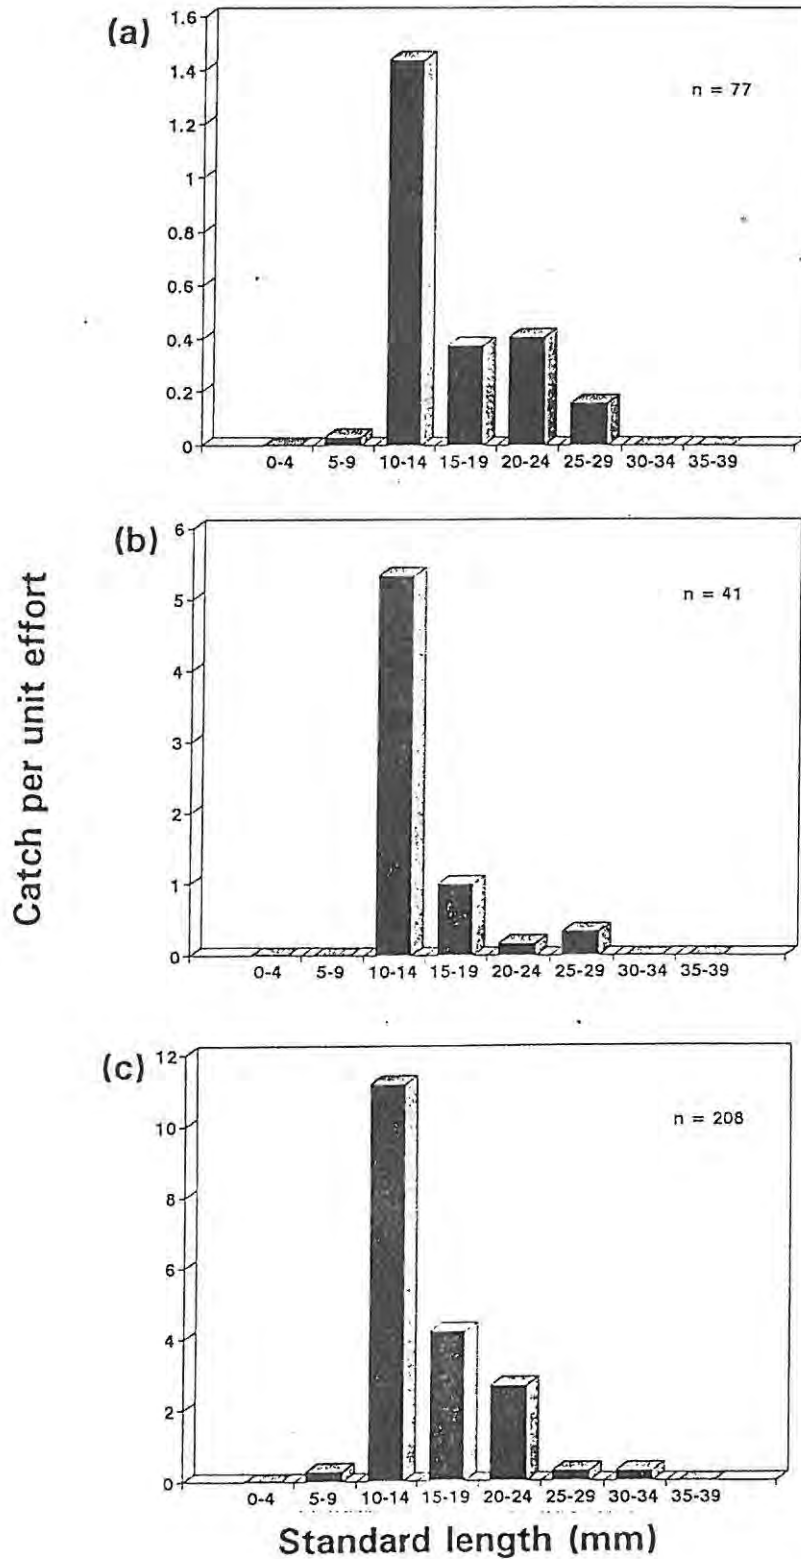 (a)
1.6
1.4
1.2
1
0.8
0.6
0.4
0.2
0
n = 77
0-4 5-9 10-14 15-19 20-24 25-29 30-34 35-39
Catch per unit effort
(b)
6
5
4
3
2
1
0
n = 41
0-4 5-9 10-14 15-19 20-24 25-29 30-34 35-39
(c)
12
10
8
6
4
2
0
n = 208
0-4 5-9 10-14 15-19 20-24 25-29 30-34 35-39
Standard length (mm)